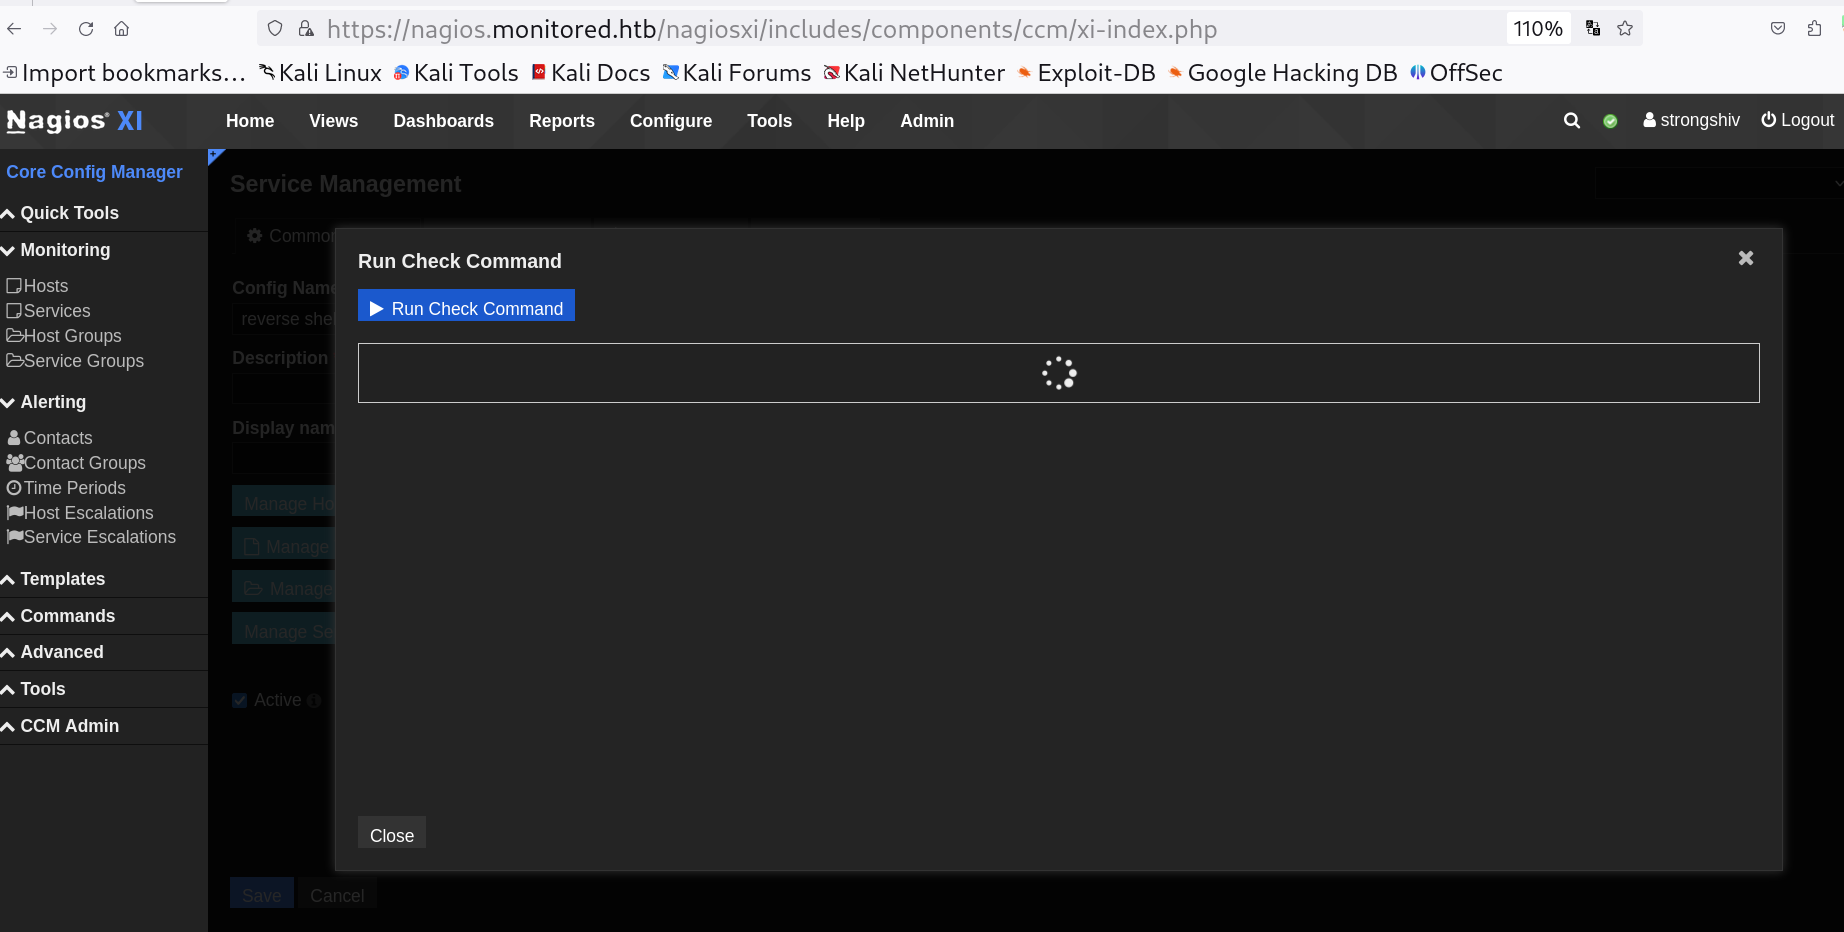 https://nagios.monitored.htb/nagiosxi/includes/components/ccm/xi-index.php 110%
Import bookmarks... Kali Linux Kali Tools Kali Docs Kali Forums Kali NetHunter Exploit-DB Google Hacking DB OffSec
Nagios® XI Home Views Dashboards Reports Configure Tools Help Admin strongshiv Logout
Core Config Manager
Quick Tools
Monitoring
Hosts
Services
Host Groups
Service Groups
Alerting
Contacts
Contact Groups
Time Periods
Host Escalations
Service Escalations
Templates
Commands
Advanced
Tools
CCM Admin
Service Management
Common
Config Name
reverse shel
Description
Display nam
Manage Ho
Manage
Manage
Manage Se
Active
Save Cancel
Run Check Command
Run Check Command
Close